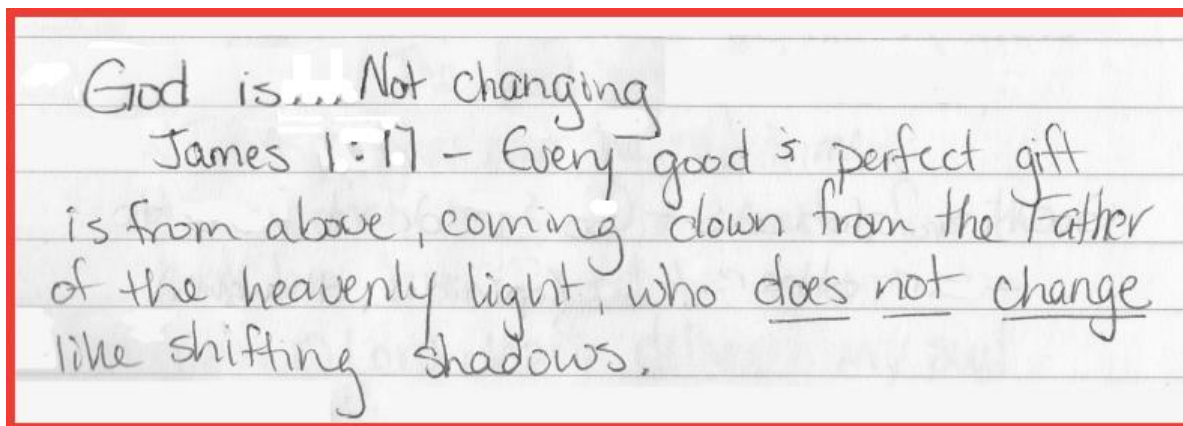 God is... Not changing
James 1:17 - Every good & perfect gift
is from above, coming down from the Father
of the heavenly light, who does not change
like shifting shadows.